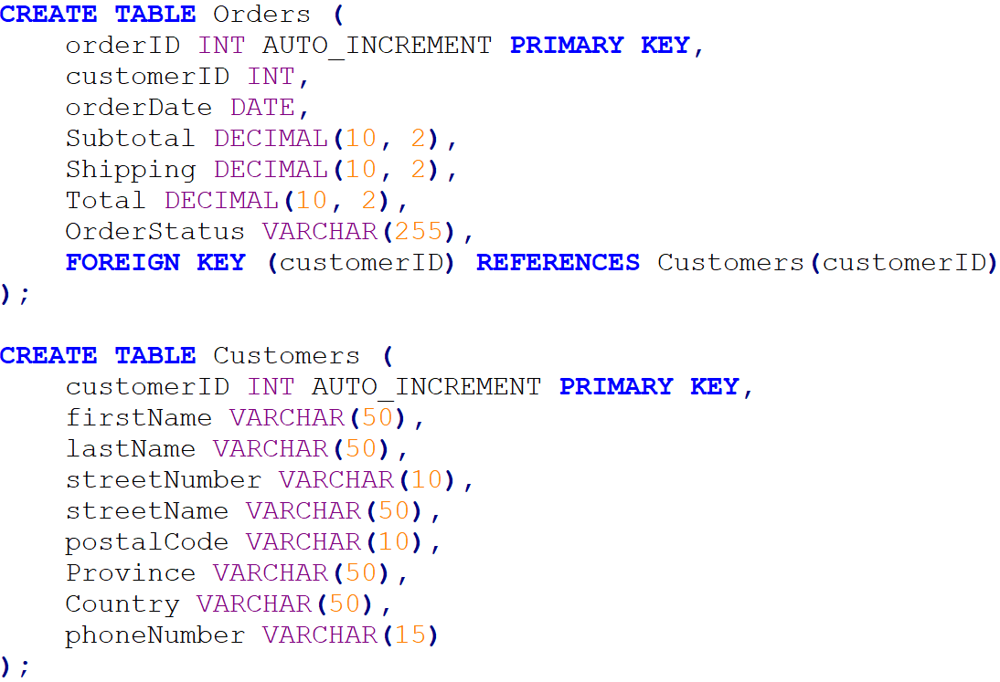 CREATE TABLE Orders (
    orderID INT AUTO_INCREMENT PRIMARY KEY,
    customerID INT,
    orderDate DATE,
    Subtotal DECIMAL(10, 2),
    Shipping DECIMAL(10, 2),
    Total DECIMAL(10, 2),
    OrderStatus VARCHAR(255),
    FOREIGN KEY (customerID) REFERENCES Customers(customerID)
);

CREATE TABLE Customers (
    customerID INT AUTO_INCREMENT PRIMARY KEY,
    firstName VARCHAR(50),
    lastName VARCHAR(50),
    streetNumber VARCHAR(10),
    streetName VARCHAR(50),
    postalCode VARCHAR(10),
    Province VARCHAR(50),
    Country VARCHAR(50),
    phoneNumber VARCHAR(15)
);